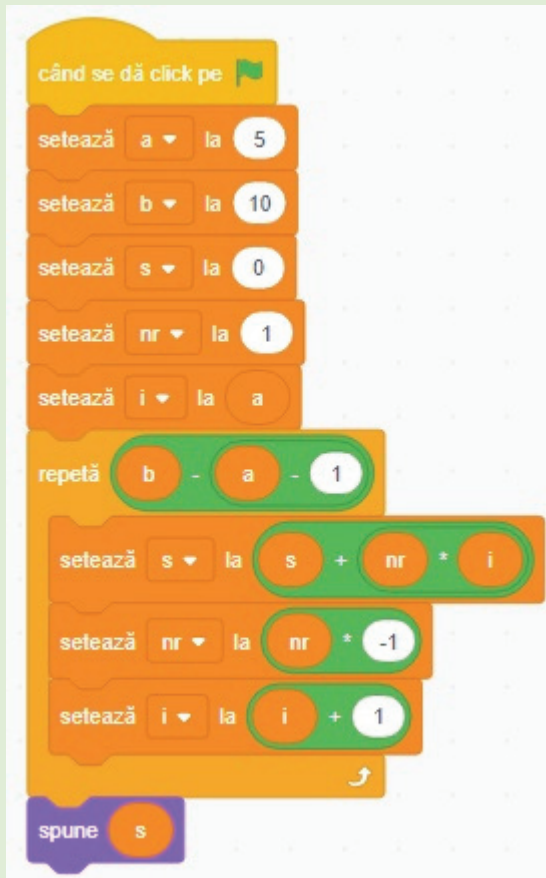 când se dă click pe
setează a la 5
setează b la 10
setează s la 0
setează nr la 1
setează i la a
repetă b - a - 1
setează s la s + nr * i
setează nr la nr * -1
setează i la i + 1
spune s